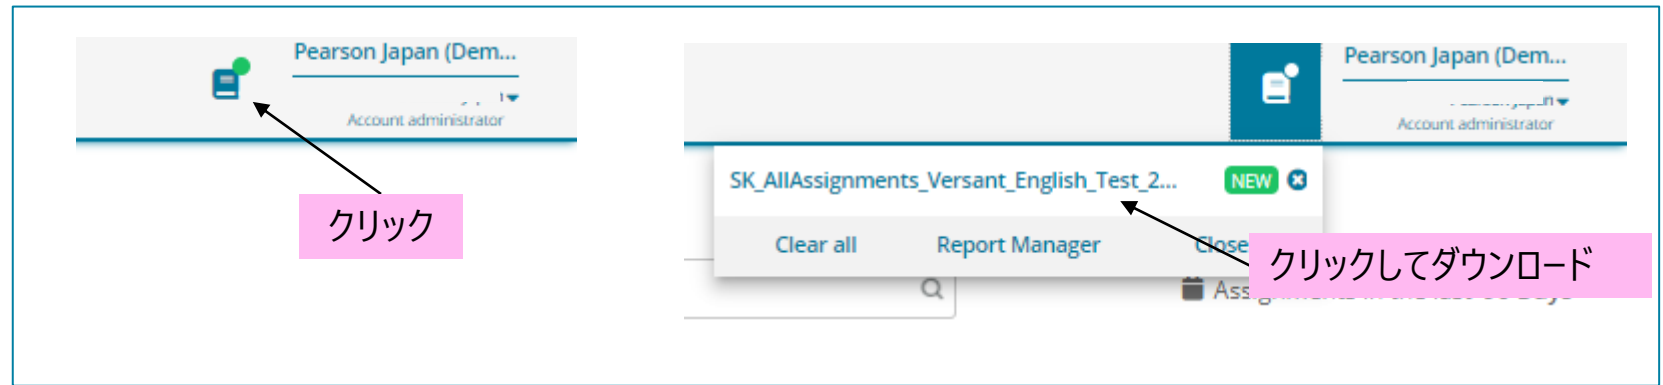 Pearson Japan (Dem...
Account administrator
クリック
Pearson Japan (Dem...
Account administrator
SK_AllAssignments_Versant_English_Test_2...
NEW
Clear all
Report Manager
Close
クリックしてダウンロード